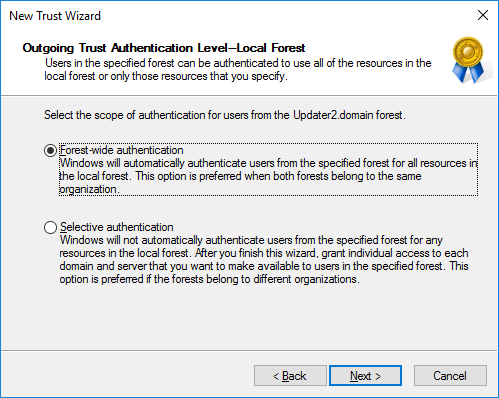 New Trust Wizard
Outgoing Trust Authentication Level—Local Forest
Users in the specified forest can be authenticated to use all of the resources in the
local forest or only those resources that you specify.
Select the scope of authentication for users from the Updater2.domain forest.
Forest-wide authentication
Windows will automatically authenticate users from the specified forest for all resources in
the local forest. This option is preferred when both forests belong to the same
organization.
Selective authentication
Windows will not automatically authenticate users from the specified forest for any
resources in the local forest. After you finish this wizard, grant individual access to each
domain and server that you want to make available to users in the specified forest. This
option is preferred if the forests belong to different organizations.
< Back Next > Cancel